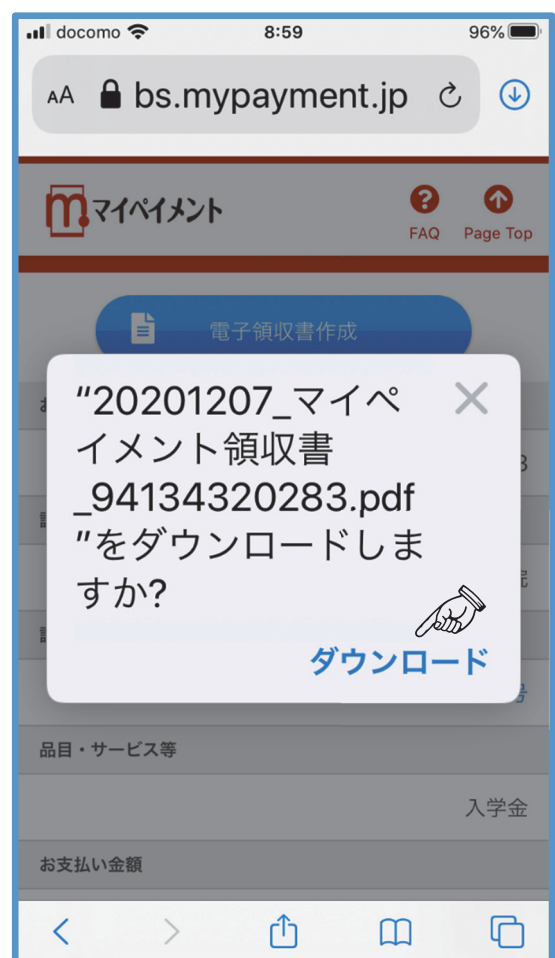 docomo 8:59 96%
AA bs.mypayment.jp
m.マイペイメント
FAQ Page Top
電子領収書作成
“20201207_マイペ
イメント領収書
_94134320283.pdf
”をダウンロードしま
すか?
ダウンロード
品目・サービス等
入学金
お支払い金額